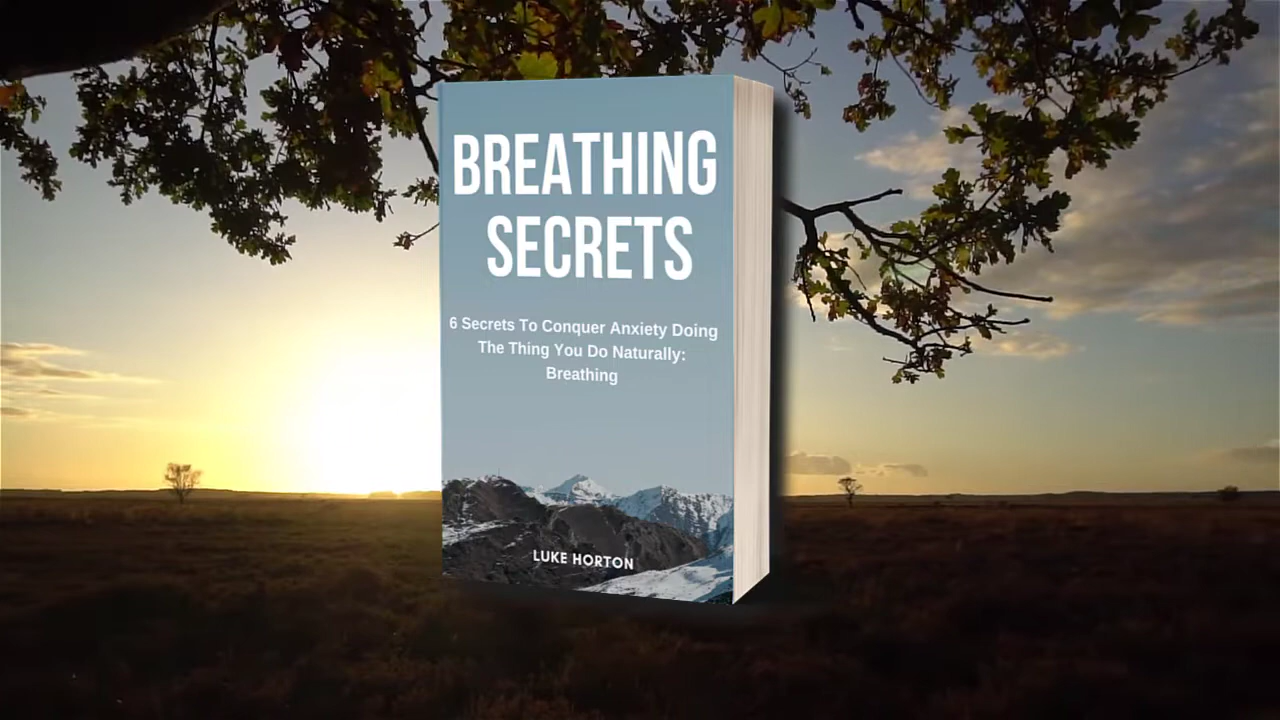 BREATHING
SECRETS
6 Secrets To Conquer Anxiety Doing
The Thing You Do Naturally:
Breathing
LUKE HORTON